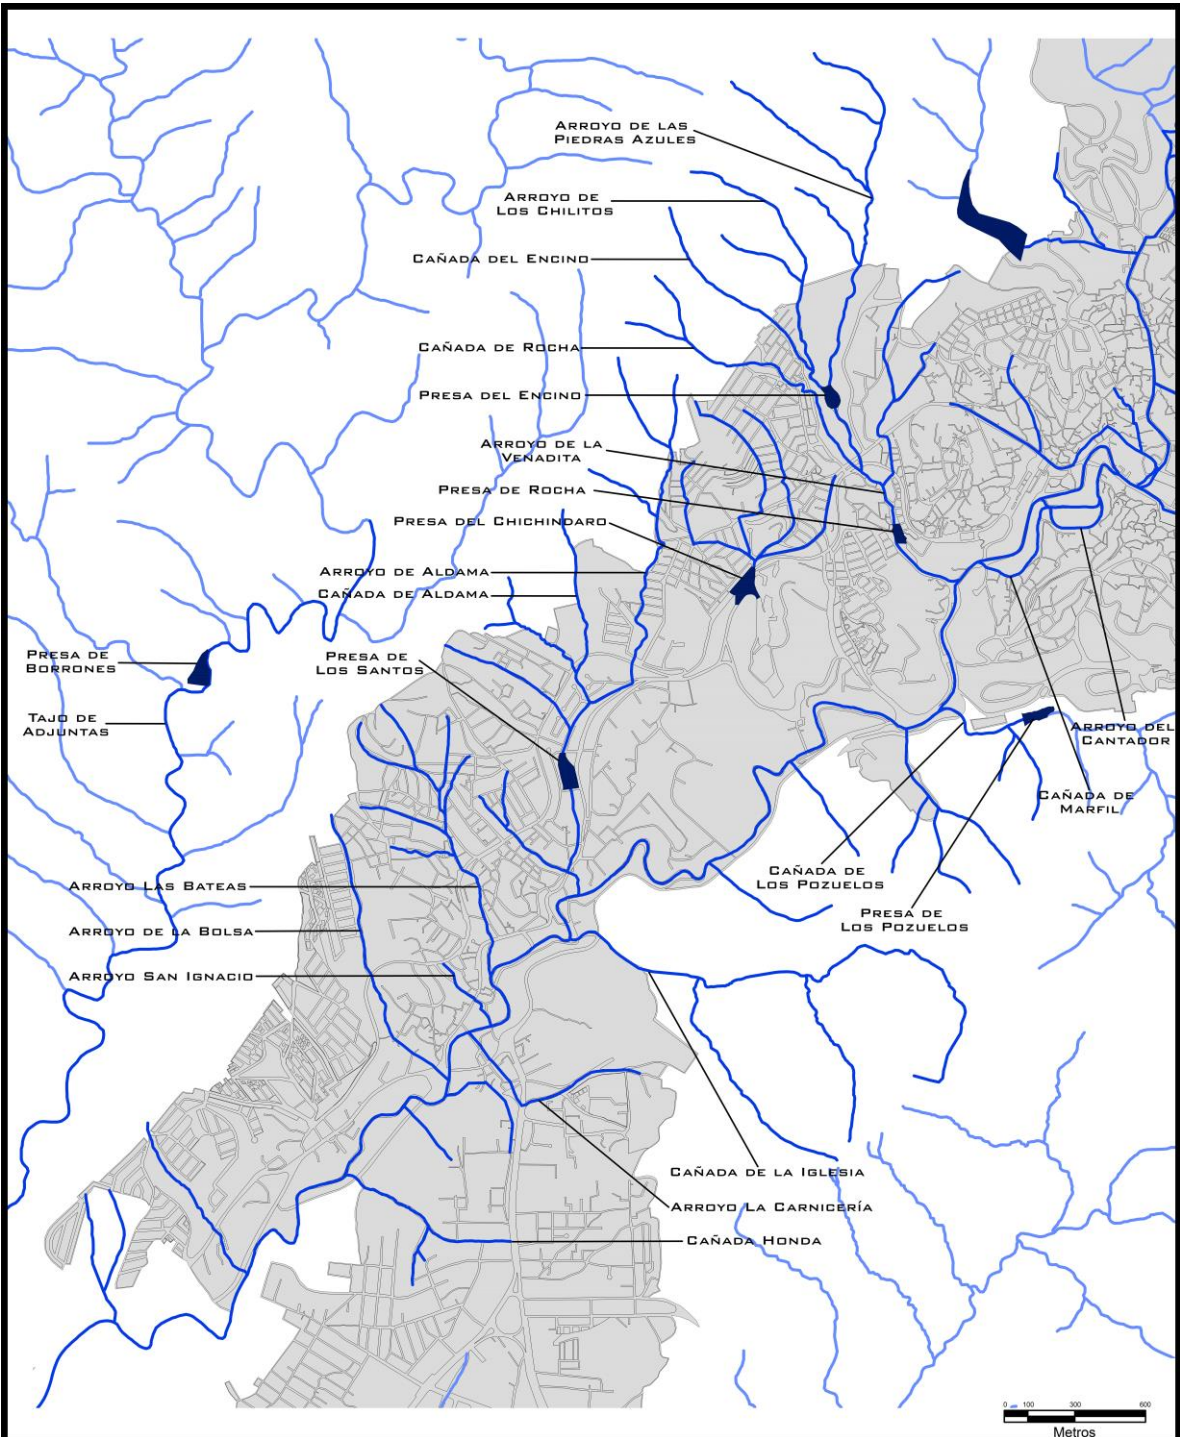 Arroyo de las
Piedras Azules
Arroyo de
Los Chilitos
Cañada del Encino
Cañada de Rocha
Presa del Encino
Arroyo de la
Venadita
Presa de Rocha
Presa del Chichindaro
Arroyo de Aldama
Cañada de Aldama
Presa de
Borrones
Presa de
Los Santos
Tajo de
Adjuntas
Arroyo del
Cantador
Cañada de
Marfil
Cañada de
Los Pozuelos
Arroyo Las Bateas
Presa de
Los Pozuelos
Arroyo de la Bolsa
Arroyo San Ignacio
Cañada de la Iglesia
Arroyo La Carnicería
Cañada Honda
0 100 300 600
Metros